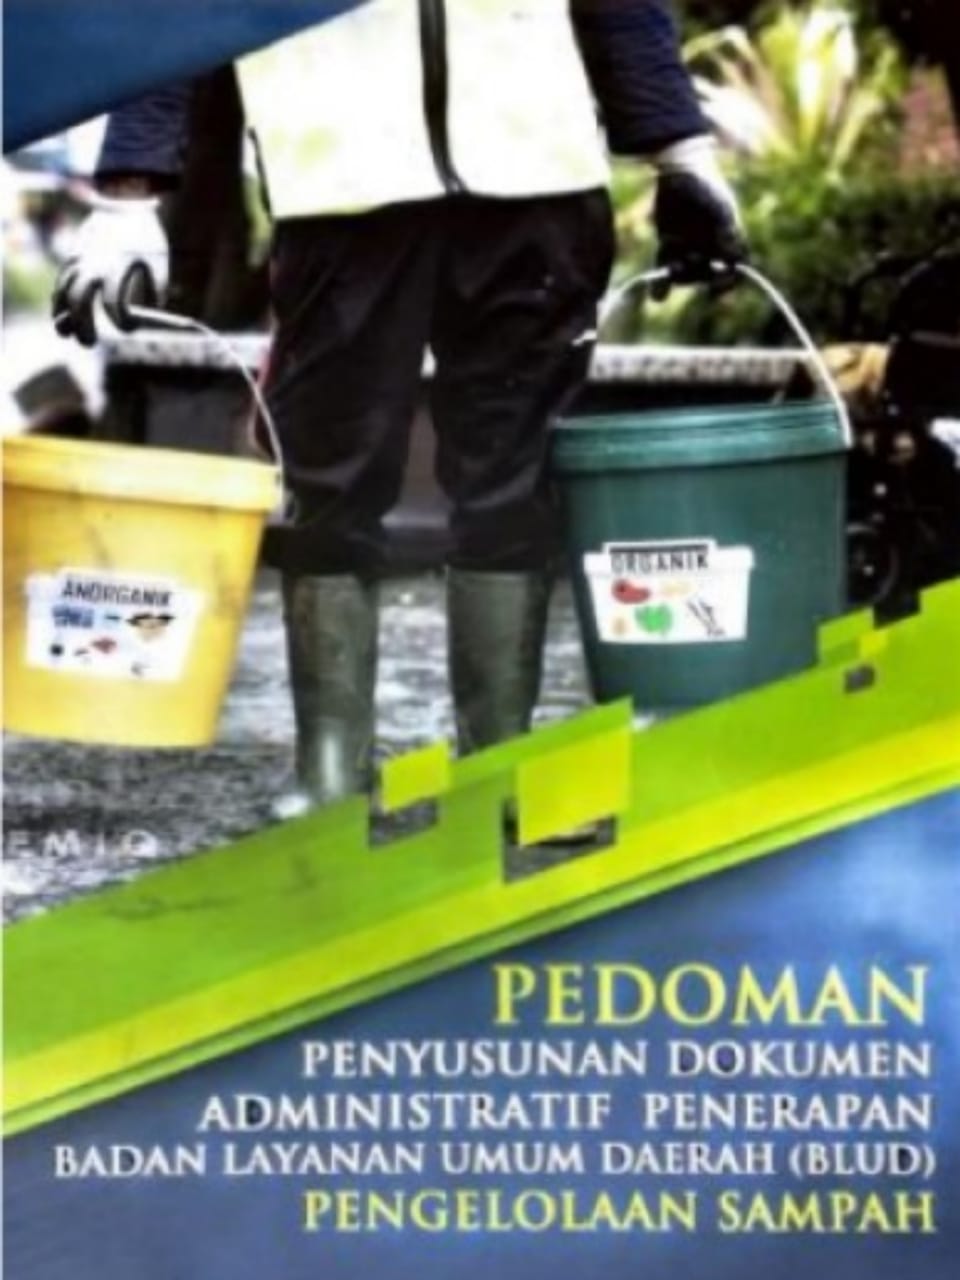 ANORGANIK
ORGANIK
PEDOMAN
PENYUSUNAN DOKUMEN
ADMINISTRATIF PENERAPAN
BADAN LAYANAN UMUM DAERAH (BLUD)
PENGELOLAAN SAMPAH